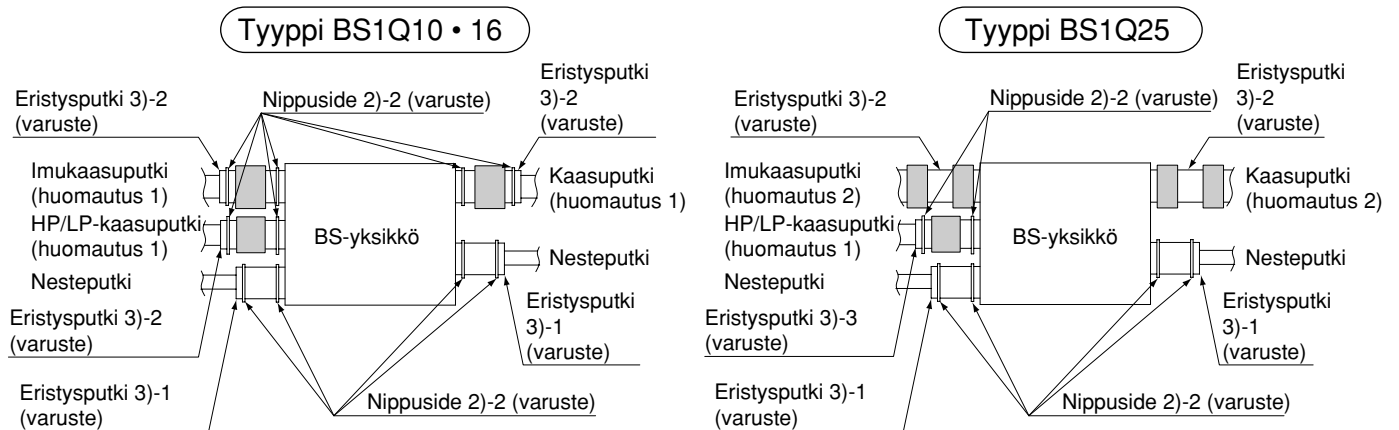 Tyyppi BS1Q10 • 16
Eristysputki 3)-2
(varuste)
Nippuside 2)-2 (varuste)
Eristysputki
3)-2
(varuste)
Imukaasuputki
(huomautus 1)
HP/LP-kaasuputki
(huomautus 1)
Nesteputki
BS-yksikkö
Kaasuputki
(huomautus 1)
Nesteputki
Eristysputki 3)-2
(varuste)
Eristysputki
3)-1
(varuste)
Eristysputki 3)-1
(varuste)
Nippuside 2)-2 (varuste)
Tyyppi BS1Q25
Eristysputki 3)-2
(varuste)
Nippuside 2)-2 (varuste)
Eristysputki
3)-2
(varuste)
Imukaasuputki
(huomautus 2)
HP/LP-kaasuputki
(huomautus 1)
Nesteputki
BS-yksikkö
Kaasuputki
(huomautus 2)
Nesteputki
Eristysputki 3)-3
(varuste)
Eristysputki
3)-1
(varuste)
Eristysputki 3)-1
(varuste)
Nippuside 2)-2 (varuste)